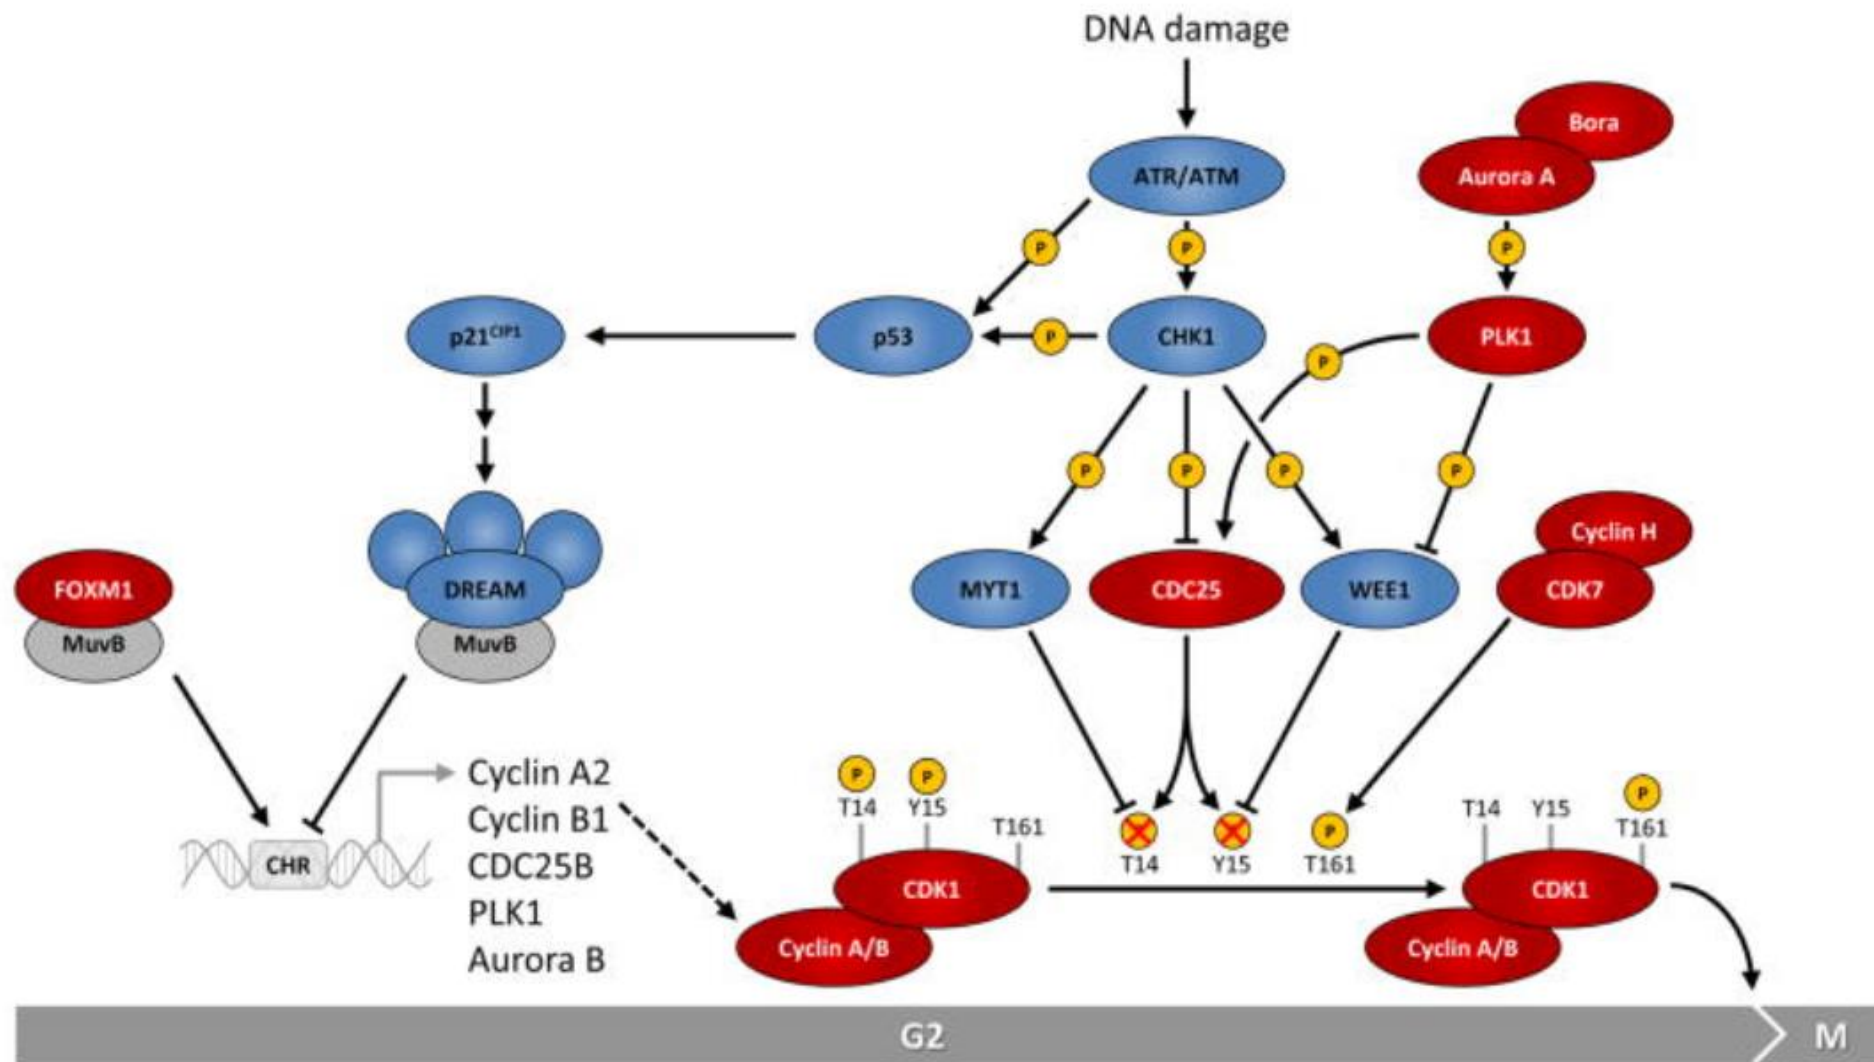 DNA damage
Bora
ATR/ATM
Aurora A
P
P
P
p21CIP1
p53
P
CHK1
P
PLK1
P
P
P
P
Cyclin H
FOXM1
DREAM
MYT1
CDC25
WEE1
CDK7
MuvB
MuvB
Cyclin A2
Cyclin B1
CDC25B
PLK1
Aurora B
CHR
P
P
T14
Y15
T161
CDK1
Cyclin A/B
T14
Y15
P
T161
P
T14
Y15
T161
CDK1
Cyclin A/B
G2
M